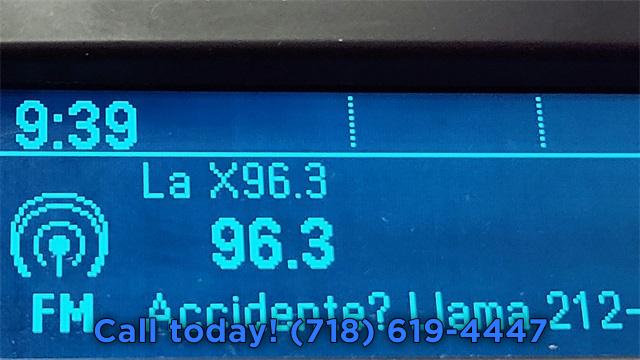 9:39
La X96.3
96.3
FM Accidente? Llama 212-
Call today! (718) 619-4447